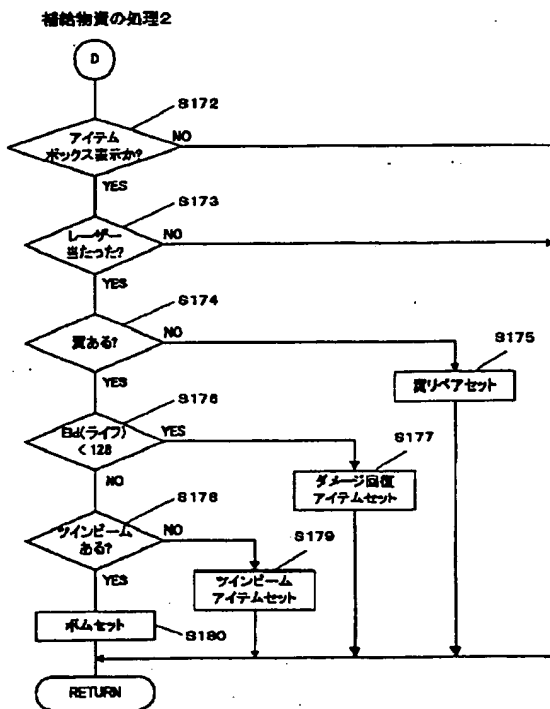 補給物資の処理2
D
S172
アイテム
ボックス表示か?
NO
YES
S173
レーザー
当たった?
NO
YES
S174
翼ある?
NO
S175
翼リペアセット
YES
S176
(ライフ)
< 128
YES
S177
ダメージ回復
アイテムセット
NO
S178
ツインビーム
ある?
NO
S179
ツインビーム
アイテムセット
YES
ボムセット
S180
RETURN